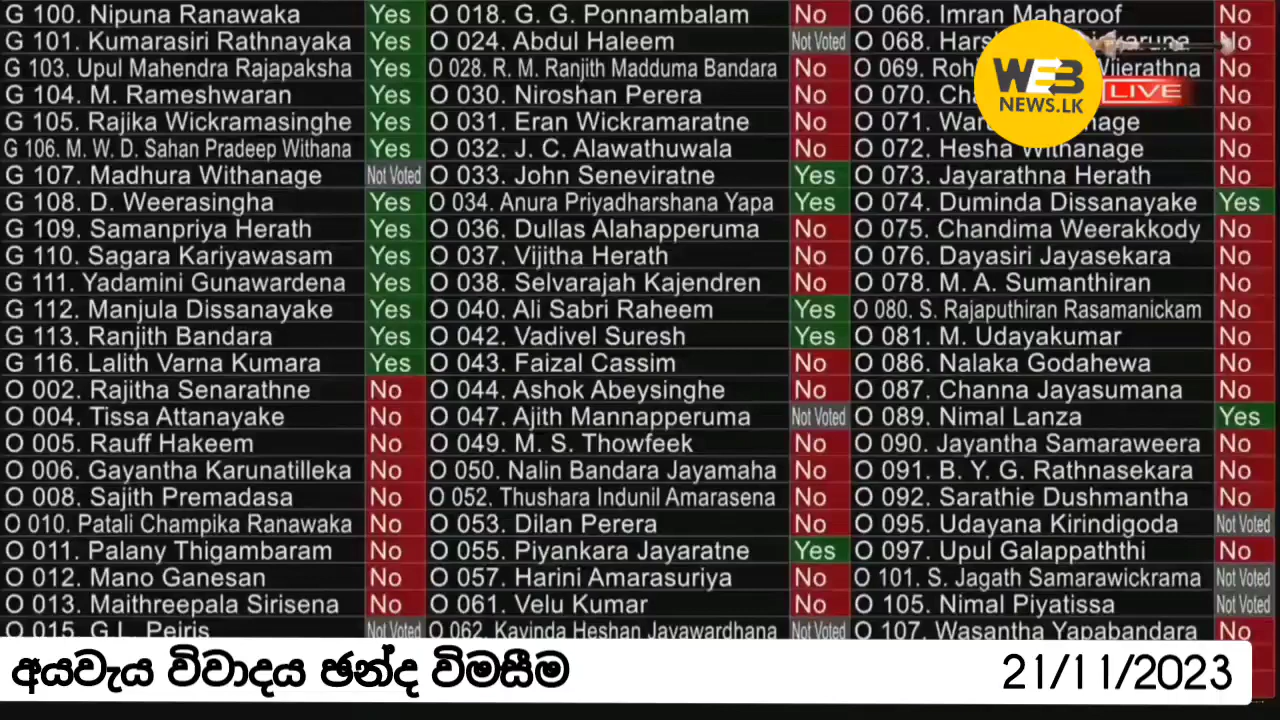 G 100. Nipuna Ranawaka Yes O 018. G. G. Ponnambalam No O 066. Imran Maharoof No
G 101. Kumarasiri Rathnayaka Yes O 024. Abdul Haleem Not Voted O 068. No
G 103. Upul Mahendra Rajapaksha Yes O 028. R. M. Ranjith Madduma Bandara No O 069. No
G 104. M. Rameshwaran Yes O 030. Niroshan Perera No O 070. No
G 105. Rajika Wickramasinghe Yes O 031. Eran Wickramaratne No O 071. No
G 106. M. W. D. Sahan Pradeep Withana Yes O 032. J. C. Alawathuwala No O 072. Hesha Withanage No
G 107. Madhura Withanage Not Voted O 033. John Seneviratne Yes O 073. Jayarathna Herath No
G 108. D. Weerasingha Yes O 034. Anura Priyadharshana Yapa Yes O 074. Duminda Dissanayake Yes
G 109. Samanpriya Herath Yes O 036. Dullas Alahapperuma No O 075. Chandima Weerakkody No
G 110. Sagara Kariyawasam Yes O 037. Vijitha Herath No O 076. Dayasiri Jayasekara No
G 111. Yadamini Gunawardena Yes O 038. Selvarajah Kajendren No O 078. M. A. Sumanthiran No
G 112. Manjula Dissanayake Yes O 040. Ali Sabri Raheem Yes O 080. S. Rajaputhiran Rasamanickam No
G 113. Ranjith Bandara Yes O 042. Vadivel Suresh Yes O 081. M. Udayakumar No
G 116. Lalith Varna Kumara Yes O 043. Faizal Cassim No O 086. Nalaka Godahewa No
O 002. Rajitha Senarathne No O 044. Ashok Abeysinghe No O 087. Channa Jayasumana No
O 004. Tissa Attanayake No O 047. Ajith Mannapperuma Not Voted O 089. Nimal Lanza Yes
O 005. Rauff Hakeem No O 049. M. S. Thowfeek No O 090. Jayantha Samaraweera No
O 006. Gayantha Karunatilleka No O 050. Nalin Bandara Jayamaha No O 091. B. Y. G. Rathnasekara No
O 008. Sajith Premadasa No O 052. Thushara Indunil Amarasena No O 092. Sarathie Dushmantha No
O 010. Patali Champika Ranawaka No O 053. Dilan Perera No O 095. Udayana Kirindigoda Not Voted
O 011. Palany Thigambaram No O 055. Piyankara Jayaratne Yes O 097. Upul Galappaththi No
O 012. Mano Ganesan No O 057. Harini Amarasuriya No O 101. S. Jagath Samarawickrama Not Voted
O 013. Maithreepala Sirisena No O 061. Velu Kumar No O 105. Nimal Piyatissa Not Voted
O 015. G.L. Peiris Not Voted O 062. Kavinda Heshan Jayawardhana Not Voted O 107. Wasantha Yapabandara No
WEB
NEWS.LK
LIVE
අයවැය විවාදය ඡන්ද විමසීම 21/11/2023